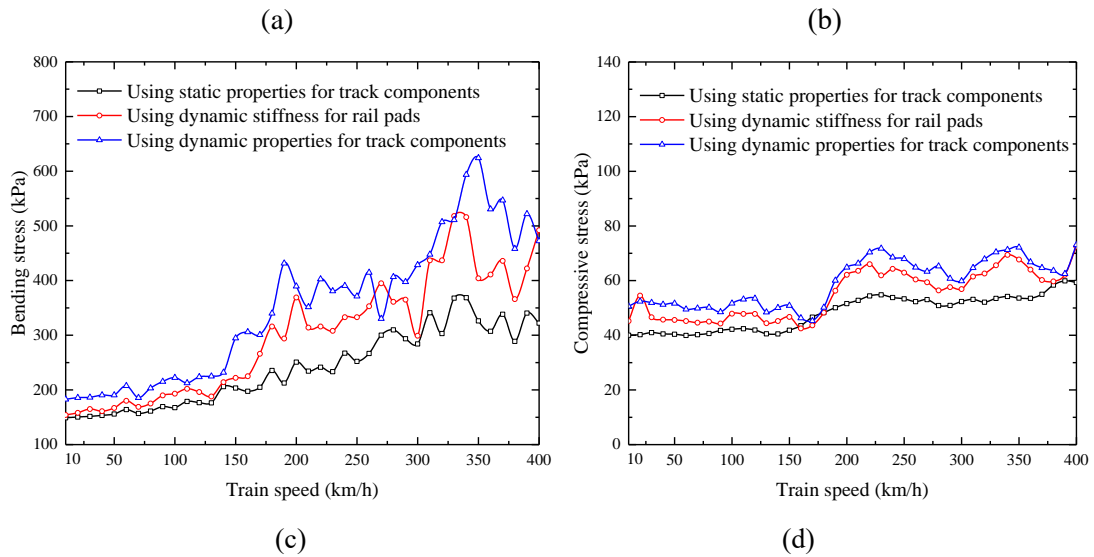 (a)
(b)
800
700
600
500
400
300
200
100
Bending stress (kPa)
Using static properties for track components
Using dynamic stiffness for rail pads
Using dynamic properties for track components
10 50 100 150 200 250 300 350 400
Train speed (km/h)
140
120
100
80
60
40
20
0
Compressive stress (kPa)
Using static properties for track components
Using dynamic stiffness for rail pads
Using dynamic properties for track components
10 50 100 150 200 250 300 350 400
Train speed (km/h)
(c)
(d)